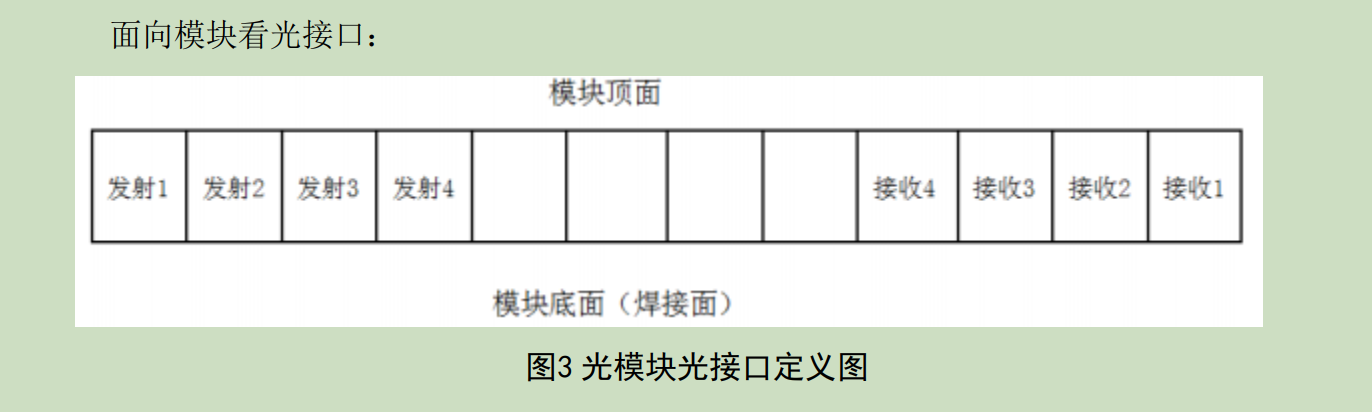 面向模块看光接口：
模块顶面
发射1 发射2 发射3 发射4 接收4 接收3 接收2 接收1
模块底面（焊接面）
图3 光模块光接口定义图